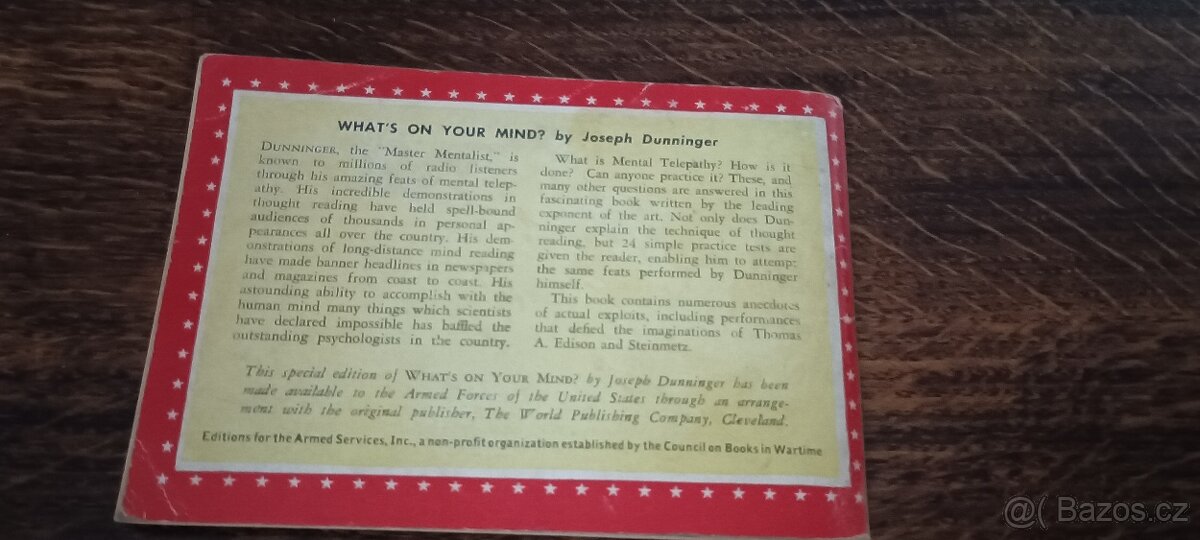 WHAT'S ON YOUR MIND? by Joseph Dunninger
DUNNINGER, the "Master Mentalist," is
known to millions of radio listeners
through his amazing feats of mental telep-
athy. His incredible demonstrations in
thought reading have held spell-bound
audiences of thousands in personal ap-
pearances all over the country. His dem-
onstrations of long-distance mind reading
have made banner headlines in newspapers
and magazines from coast to coast. His
astounding ability to accomplish with the
human mind many things which scientists
have declared impossible has baffled the
outstanding psychologists in the country.
What is Mental Telepathy? How is it
done? Can anyone practice it? These, and
many other questions are answered in this
fascinating book written by the leading
exponent of the art. Not only does Dun-
ninger explain the technique of thought
reading, but 24 simple practice tests are
given the reader, enabling him to attempt
the same feats performed by Dunninger
himself.
This book contains numerous anecdotes
of actual exploits, including performances
that defied the imaginations of Thomas
A. Edison and Steinmetz.
This special edition of WHAT'S ON YOUR MIND? by Joseph Dunninger has been
made available to the Armed Forces of the United States through an arrange-
ment with the original publisher, The World Publishing Company, Cleveland.
Editions for the Armed Services, Inc., a non-profit organization established by the Council on Books in Wartime
@( Bazos.cz